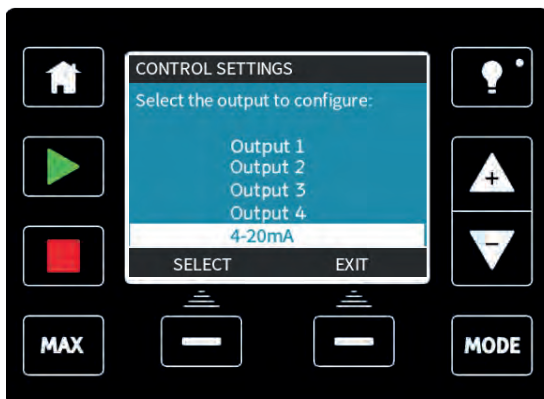 CONTROL SETTINGS
Select the output to configure:
Output 1
Output 2
Output 3
Output 4
4-20mA
SELECT EXIT
+
-
MAX
MODE